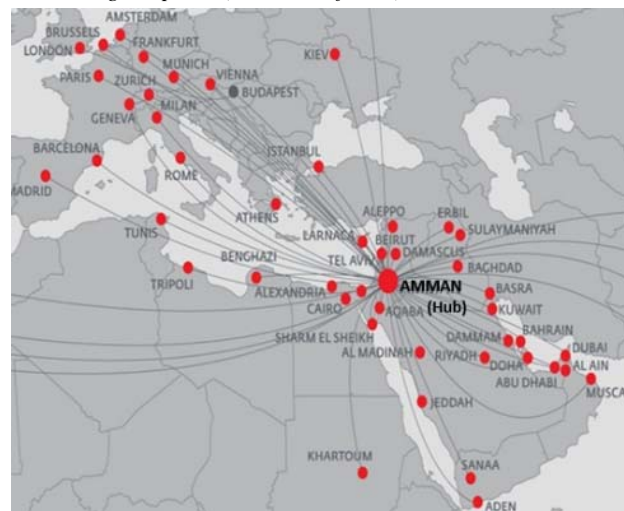 AMSTERDAM
BRUSSELS
LONDON
FRANKFURT
KIEV
MUNICH
PARIS
ZURICH
VIENNA
BUDAPEST
MILAN
GENEVA
ISTANBUL
BARCELONA
ROME
MADRID
ATHENS
ALEPPO
ERBIL
SULAYMANIYAH
TUNIS
LARNACA
BEIRUT
DAMASCUS
BENGHAZI
TEL AVIV
BAGHDAD
TRIPOLI
ALEXANDRIA
AMMAN
(Hub)
BASRA
CAIRO
AQABA
KUWAIT
SHARM EL SHEIKH
DAMMAM
BAHRAIN
AL MADINAH
RIYADH
DOHA
DUBAI
AL AIN
ABU DHABI
MUSCA
JEDDAH
KHARTOUM
SANAA
ADEN